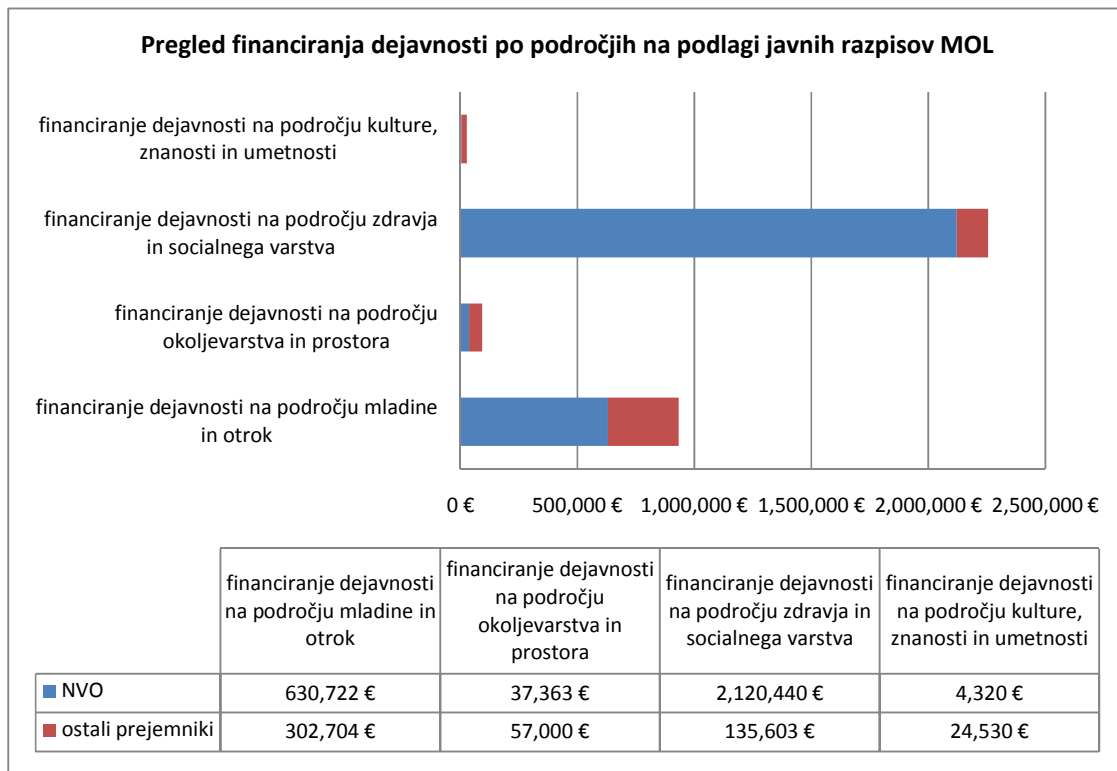 Pregled financiranja dejavnosti po področjih na podlagi javnih razpisov MOL
financiranje dejavnosti na področju kulture,
znanosti in umetnosti
financiranje dejavnosti na področju zdravja
in socialnega varstva
financiranje dejavnosti na področju
okoljevarstva in prostora
financiranje dejavnosti na področju mladine
in otrok
0 € 500,000 € 1,000,000 € 1,500,000 € 2,000,000 € 2,500,000 €
financiranje dejavnosti
na področju mladine in
otrok
financiranje dejavnosti
na področju
okoljevarstva in
prostora
financiranje dejavnosti
na področju zdravja in
socialnega varstva
financiranje dejavnosti
na področju kulture,
znanosti in umetnosti
NVO 630,722 € 37,363 € 2,120,440 € 4,320 €
ostali prejemniki 302,704 € 57,000 € 135,603 € 24,530 €